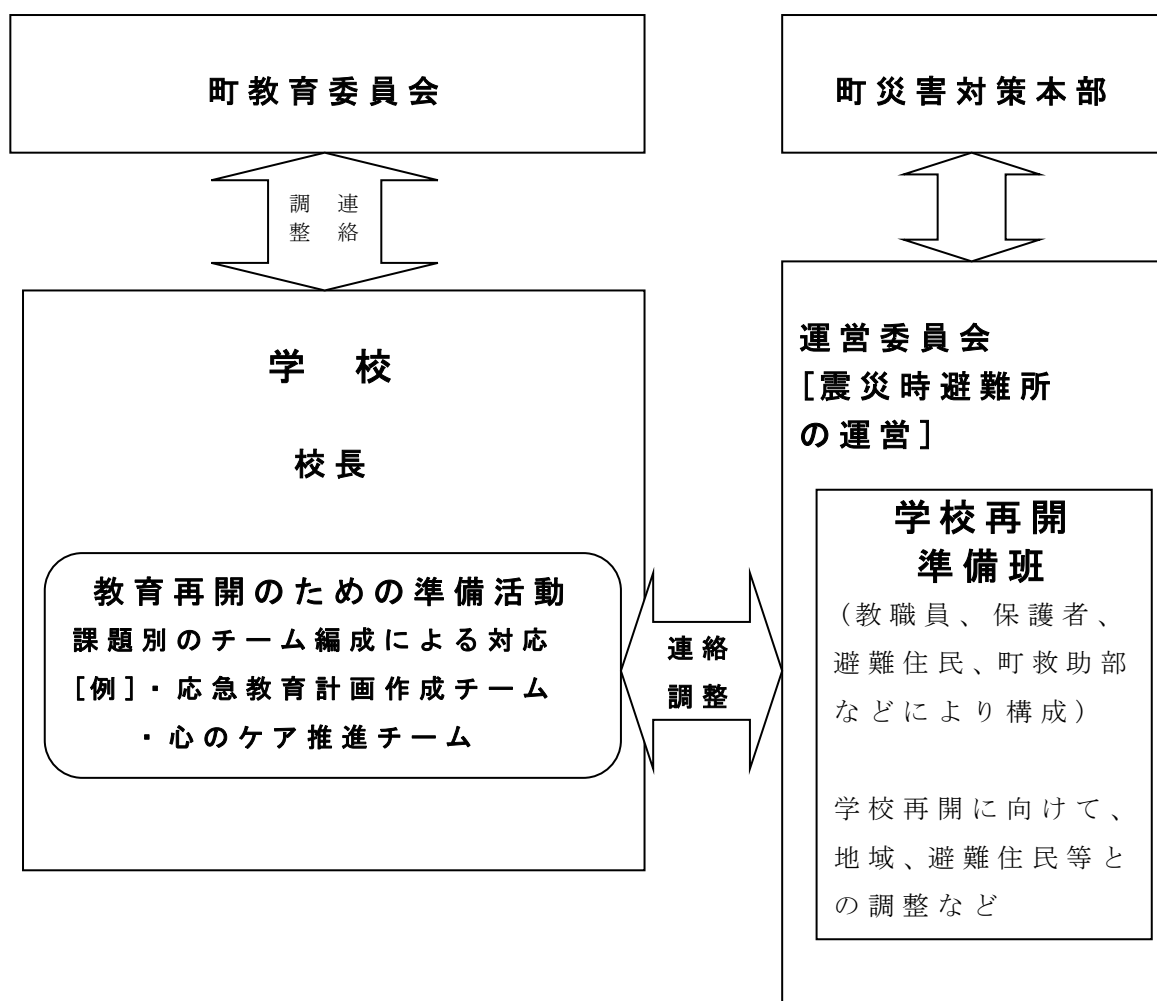 町教育委員会
町災害対策本部
連絡
調整
学 校
校長
教育再開のための準備活動
課題別のチーム編成による対応
[例]・応急教育計画作成チーム
・心のケア推進チーム
連絡
調整
運営委員会
[震災時避難所
の運営]
学校再開
準備班
(教職員、保護者、
避難住民、町救助部
などにより構成)
学校再開に向けて、
地域、避難住民等と
の調整など